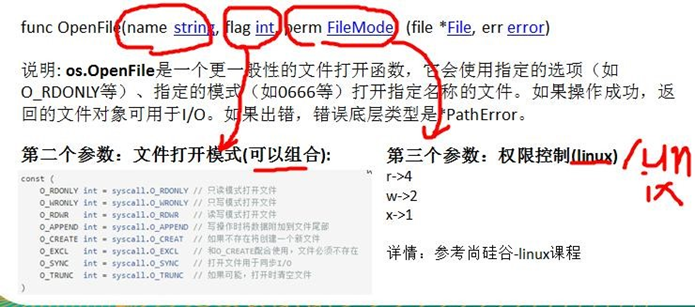 func OpenFile(name string, flag int, perm FileMode) (file *File, err error)
说明: os.OpenFile是一个更一般性的文件打开函数，它会使用指定的选项（如
O_RDONLY等）、指定的模式（如0666等）打开指定名称的文件。如果操作成功，返
回的文件对象可用于I/O。如果出错，错误底层类型是*PathError。
第二个参数：文件打开模式(可以组合):
const (
O_RDONLY int = syscall.O_RDONLY // 只读模式打开文件
O_WRONLY int = syscall.O_WRONLY // 只写模式打开文件
O_RDWR int = syscall.O_RDWR // 读写模式打开文件
O_APPEND int = syscall.O_APPEND // 写操作时将数据附加到文件尾部
O_CREATE int = syscall.O_CREAT // 如果不存在将创建一个新文件
O_EXCL int = syscall.O_EXCL // 和O_CREATE配合使用，文件必须不存在
O_SYNC int = syscall.O_SYNC // 打开文件用于同步I/O
O_TRUNC int = syscall.O_TRUNC // 如果可能，打开时清空文件
)
第三个参数：权限控制(linux) /un
ix
r->4
w->2
x->1
详情：参考尚硅谷-linux课程